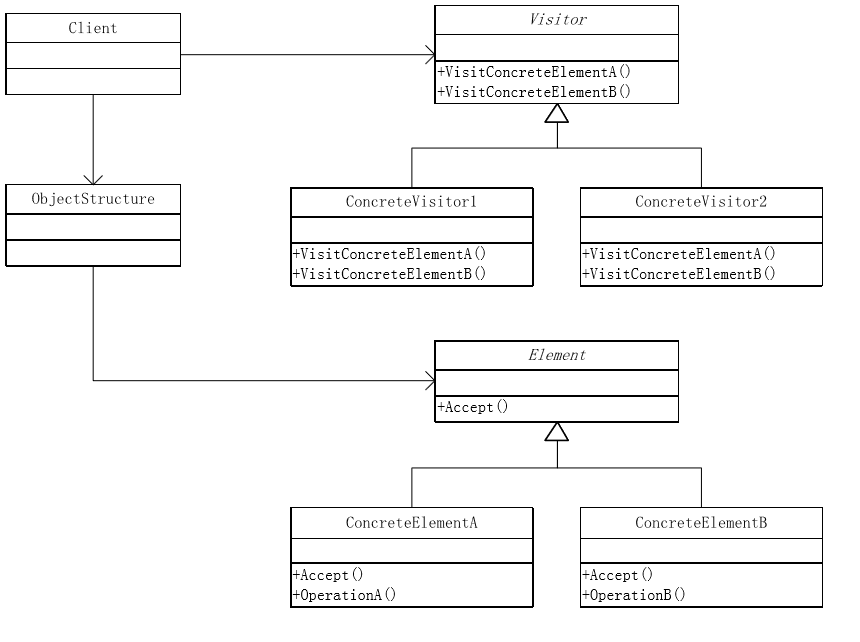 Client
Visitor
+VisitConcreteElementA()
+VisitConcreteElementB()
ObjectStructure
ConcreteVisitor1
+VisitConcreteElementA()
+VisitConcreteElementB()
ConcreteVisitor2
+VisitConcreteElementA()
+VisitConcreteElementB()
Element
+Accept()
ConcreteElementA
+Accept()
+OperationA()
ConcreteElementB
+Accept()
+OperationB()